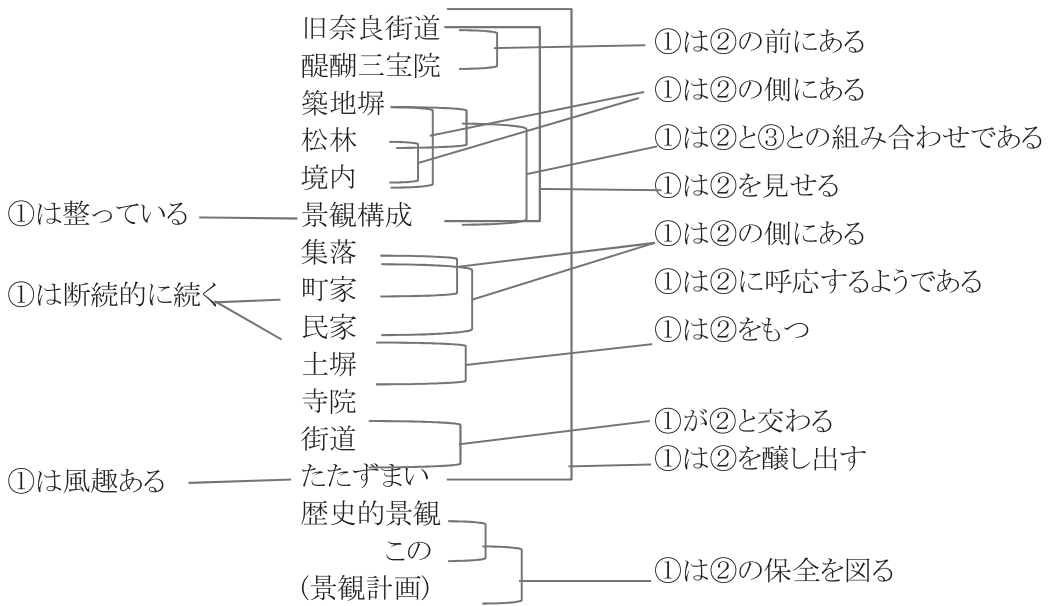 旧奈良街道
醍醐三宝院
築地塀
松林
境内
景観構成
集落
町家
民家
土塀
寺院
街道
たたずまい
歴史的景観
この
(景観計画)
①は整っている
①は断続的に続く
①は風趣ある
①は②の前にある
①は②の側にある
①は②と③との組み合わせである
①は②を見せる
①は②の側にある
①は②に呼応するようである
①は②をもつ
①が②と交わる
①は②を醸し出す
①は②の保全を図る